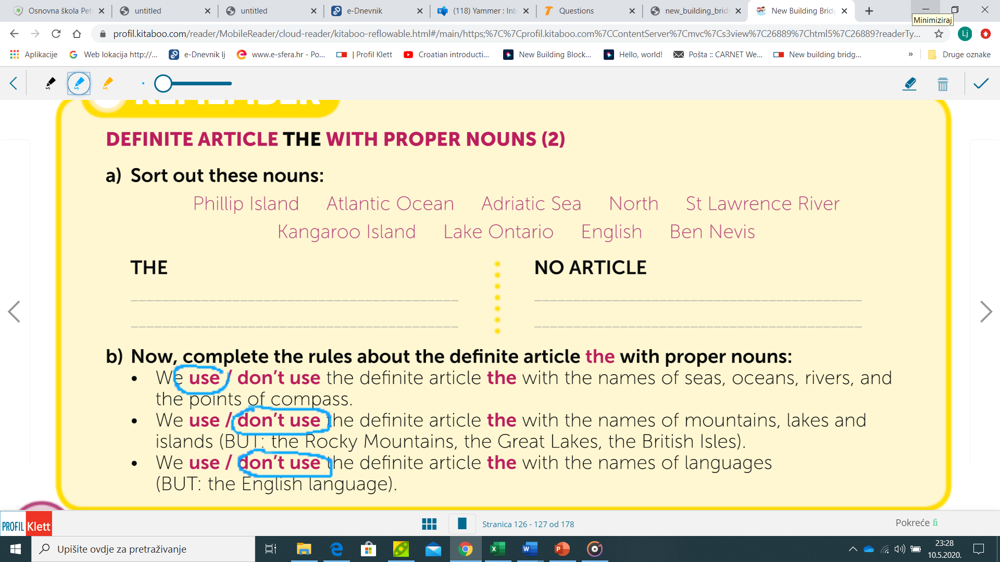 Osnovna škola Pet
untitled
untitled
e-Dnevnik
(118) Yammer : Inb
Questions
new_building_bridg
New Building Bridg
Minimiziraj
profil.kitaboo.com/reader/MobileReader/cloud-reader/kitaboo-reflowable.html#/main/https;%7C%7Cprofil.kitaboo.com%7CContentServer%7Cmvc%7Cs3view%7C26889%7Chtml5%7C26889?readerTy...
Lj
Aplikacije
Web lokacija http://...
e-Dnevnik lj
www.e-sfera.hr - Po...
| Profil Klett
Croatian introducti...
New Building Block...
Hello, world!
Pošta :: CARNET We...
New building bridg...
»
Druge oznake
REMEMBER
DEFINITE ARTICLE THE WITH PROPER NOUNS (2)
a) Sort out these nouns:
Phillip Island Atlantic Ocean Adriatic Sea North St Lawrence River
Kangaroo Island Lake Ontario English Ben Nevis
THE NO ARTICLE
b) Now, complete the rules about the definite article the with proper nouns:
• We use / don't use the definite article the with the names of seas, oceans, rivers, and
the points of compass.
• We use / don't use the definite article the with the names of mountains, lakes and
islands (BUT: the Rocky Mountains, the Great Lakes, the British Isles).
• We use / don't use the definite article the with the names of languages
(BUT: the English language).
PROFIL Klett
Stranica 126 - 127 od 178
Pokreće fi
Upišite ovdje za pretraživanje
23:28
10.5.2020.